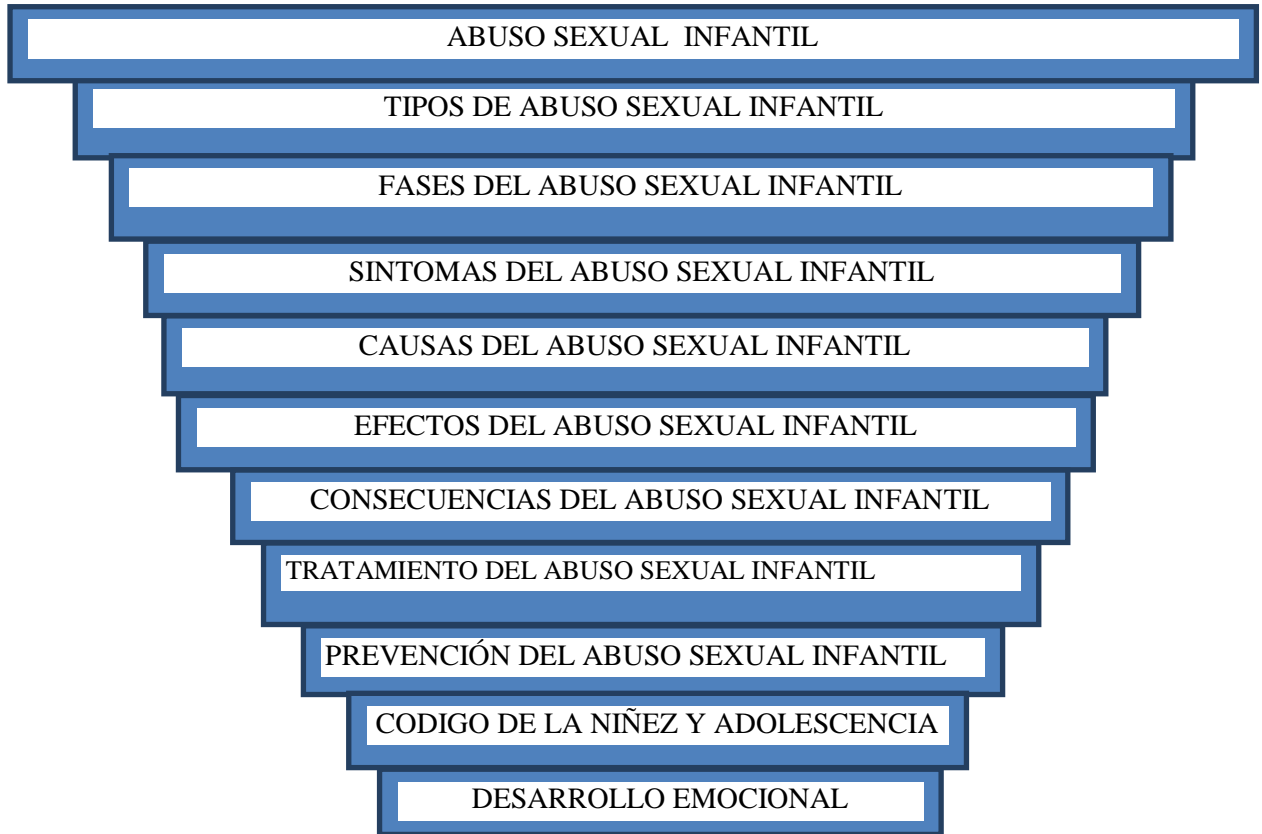 ABUSO SEXUAL INFANTIL
TIPOS DE ABUSO SEXUAL INFANTIL
FASES DEL ABUSO SEXUAL INFANTIL
SINTOMAS DEL ABUSO SEXUAL INFANTIL
CAUSAS DEL ABUSO SEXUAL INFANTIL
EFECTOS DEL ABUSO SEXUAL INFANTIL
CONSECUENCIAS DEL ABUSO SEXUAL INFANTIL
TRATAMIENTO DEL ABUSO SEXUAL INFANTIL
PREVENCIÓN DEL ABUSO SEXUAL INFANTIL
CODIGO DE LA NIÑEZ Y ADOLESCENCIA
DESARROLLO EMOCIONAL